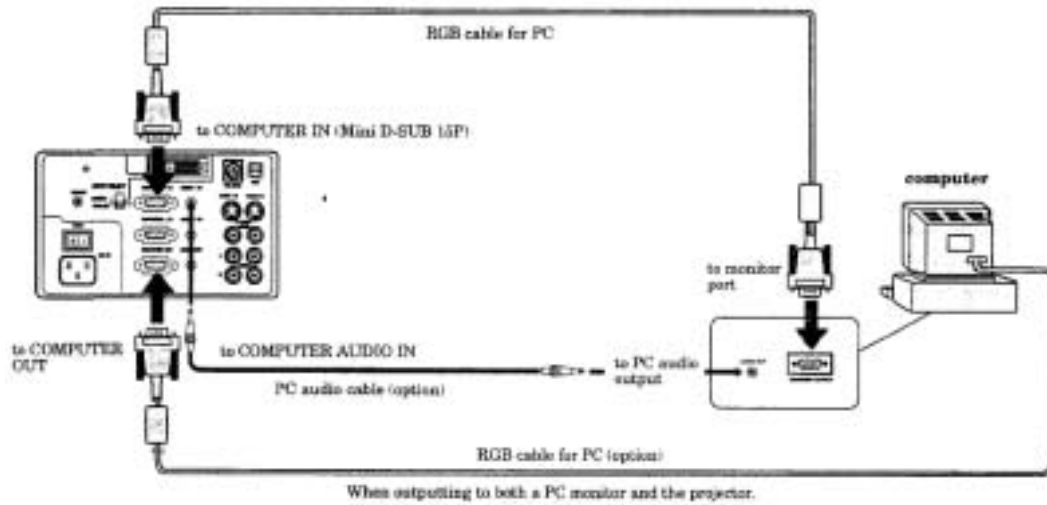 RGB cable for PC
to COMPUTER IN (Mini D-SUB 15P)
computer
to monitor
port
to COMPUTER
OUT
to COMPUTER AUDIO IN
PC audio cable (option)
to PC audio
output
RGB cable for PC (option)
When outputting to both a PC monitor and the projector.